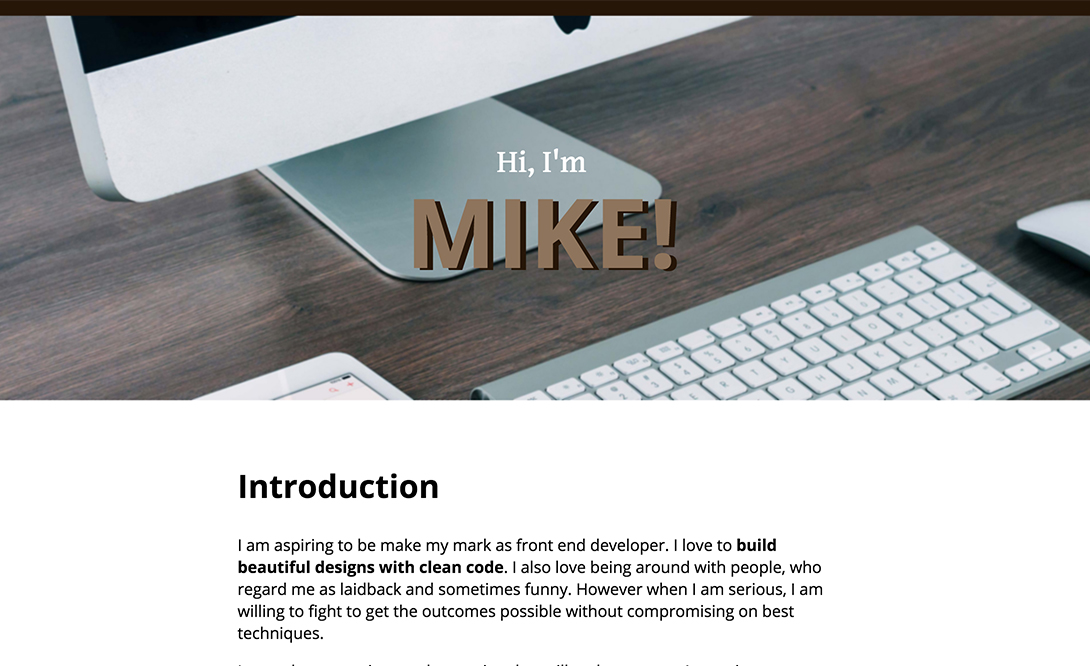 Hi, I'm
MIKE!
Introduction
I am aspiring to be make my mark as front end developer. I love to build
beautiful designs with clean code. I also love being around with people, who
regard me as laidback and sometimes funny. However when I am serious, I am
willing to fight to get the outcomes possible without compromising on best
techniques.